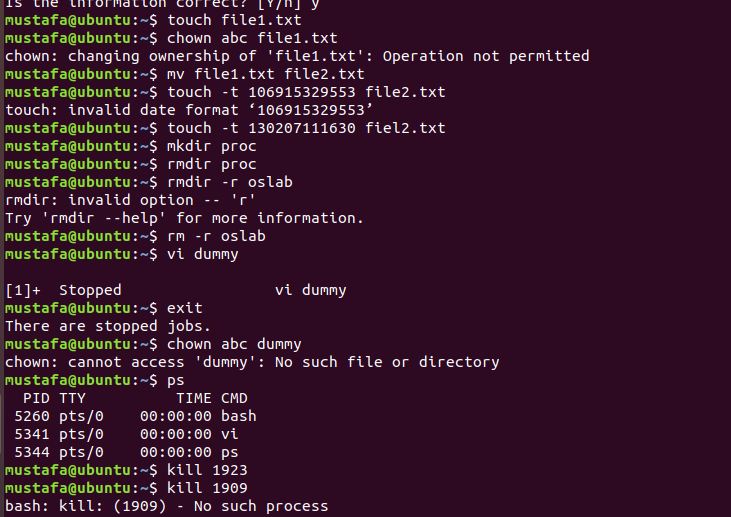 Is the information correct? [Y/n] y
mustafa@ubuntu:~$ touch file1.txt
mustafa@ubuntu:~$ chown abc file1.txt
chown: changing ownership of 'file1.txt': Operation not permitted
mustafa@ubuntu:~$ mv file1.txt file2.txt
mustafa@ubuntu:~$ touch -t 106915329553 file2.txt
touch: invalid date format ‘106915329553’
mustafa@ubuntu:~$ touch -t 130207111630 fiel2.txt
mustafa@ubuntu:~$ mkdir proc
mustafa@ubuntu:~$ rmdir proc
mustafa@ubuntu:~$ rmdir -r oslab
rmdir: invalid option -- 'r'
Try 'rmdir --help' for more information.
mustafa@ubuntu:~$ rm -r oslab
mustafa@ubuntu:~$ vi dummy
[1]+  Stopped                 vi dummy
mustafa@ubuntu:~$ exit
There are stopped jobs.
mustafa@ubuntu:~$ chown abc dummy
chown: cannot access 'dummy': No such file or directory
mustafa@ubuntu:~$ ps
  PID TTY          TIME CMD
 5260 pts/0    00:00:00 bash
 5341 pts/0    00:00:00 vi
 5344 pts/0    00:00:00 ps
mustafa@ubuntu:~$ kill 1923
mustafa@ubuntu:~$ kill 1909
bash: kill: (1909) - No such process